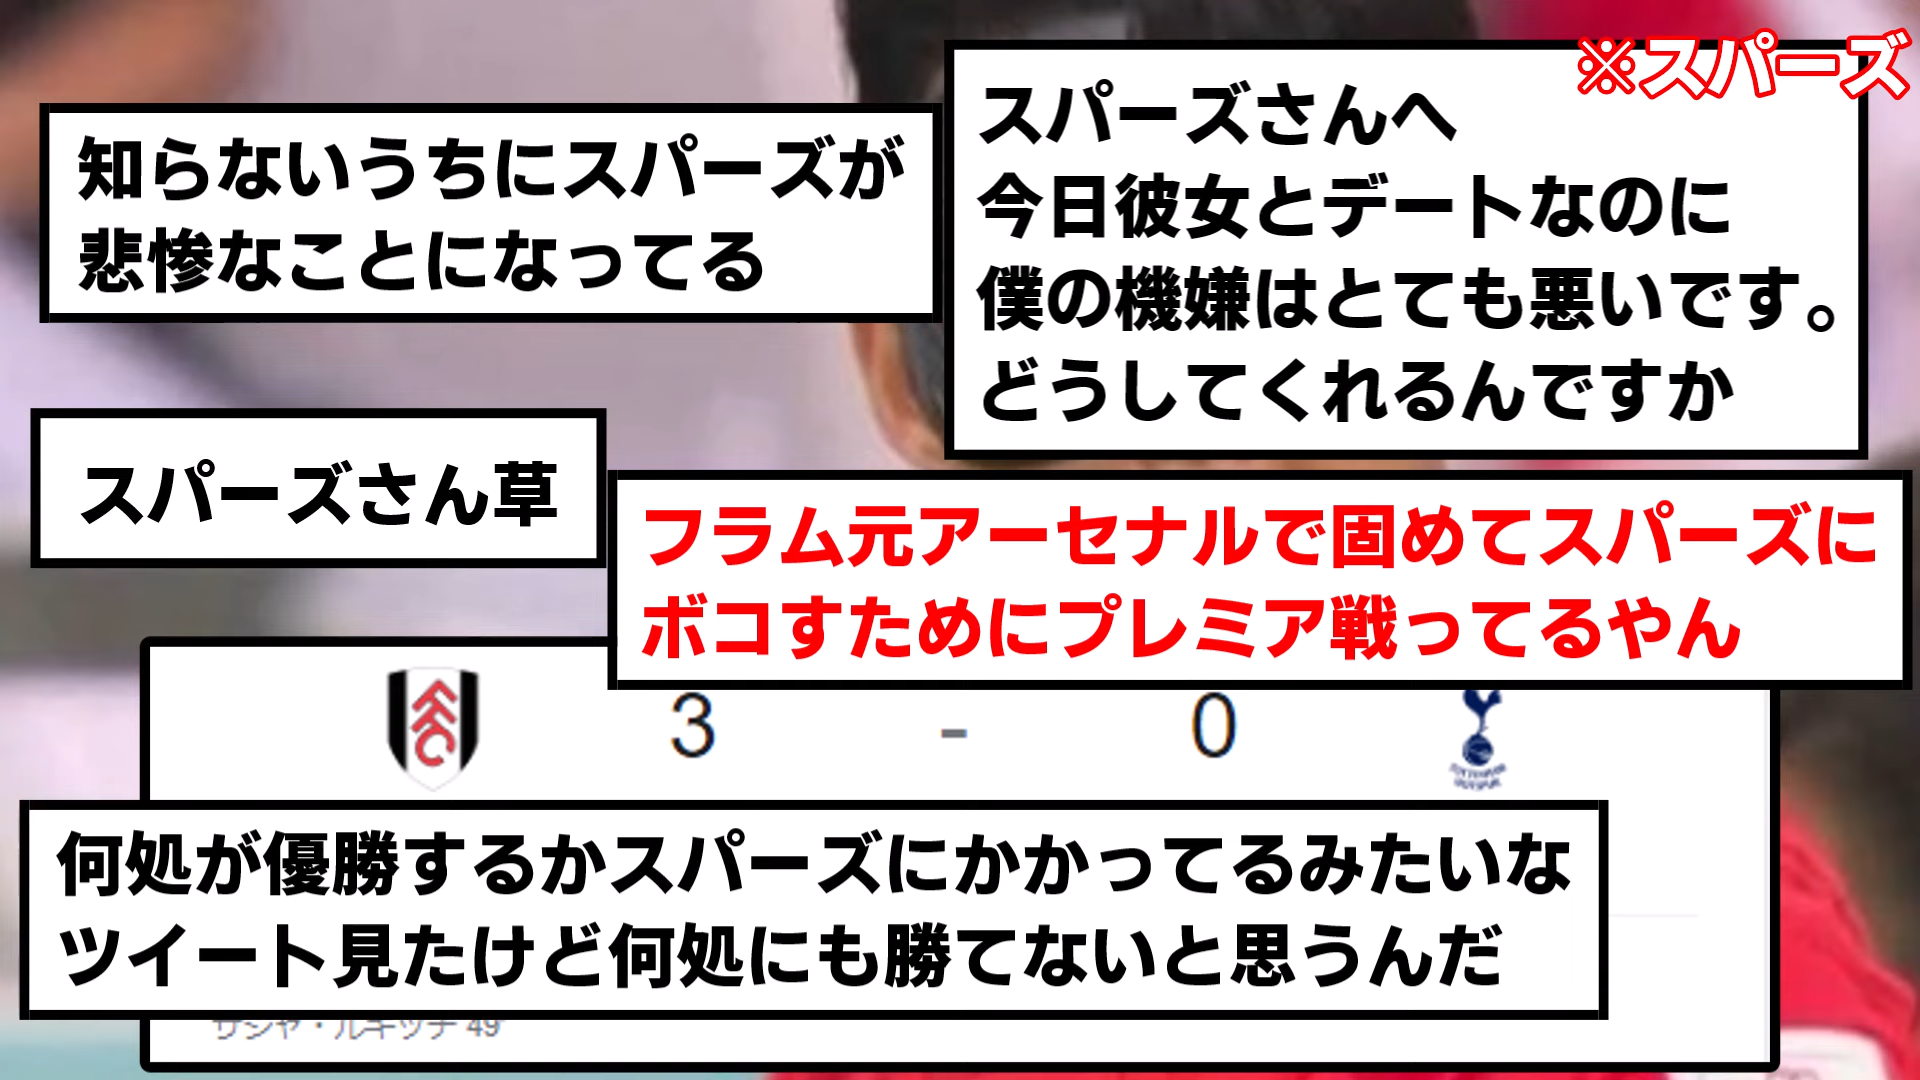 ※スパーズ
知らないうちにスパーズが
悲惨なことになってる
スパーズさんへ
今日彼女とデートなのに
僕の機嫌はとても悪いです。
どうしてくれるんですか
スパーズさん草
フラム元アーセナルで固めてスパーズに
ボコすためにプレミア戦ってるやん
3 - 0
何処が優勝するかスパーズにかかってるみたいな
ツイート見たけど何処にも勝てないと思うんだ
サシャ・ルキッチ 49'